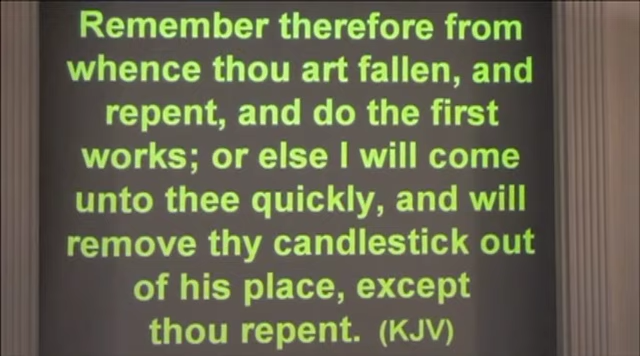 Remember therefore from
whence thou art fallen, and
repent, and do the first
works; or else I will come
unto thee quickly, and will
remove thy candlestick out
of his place, except
thou repent. (KJV)